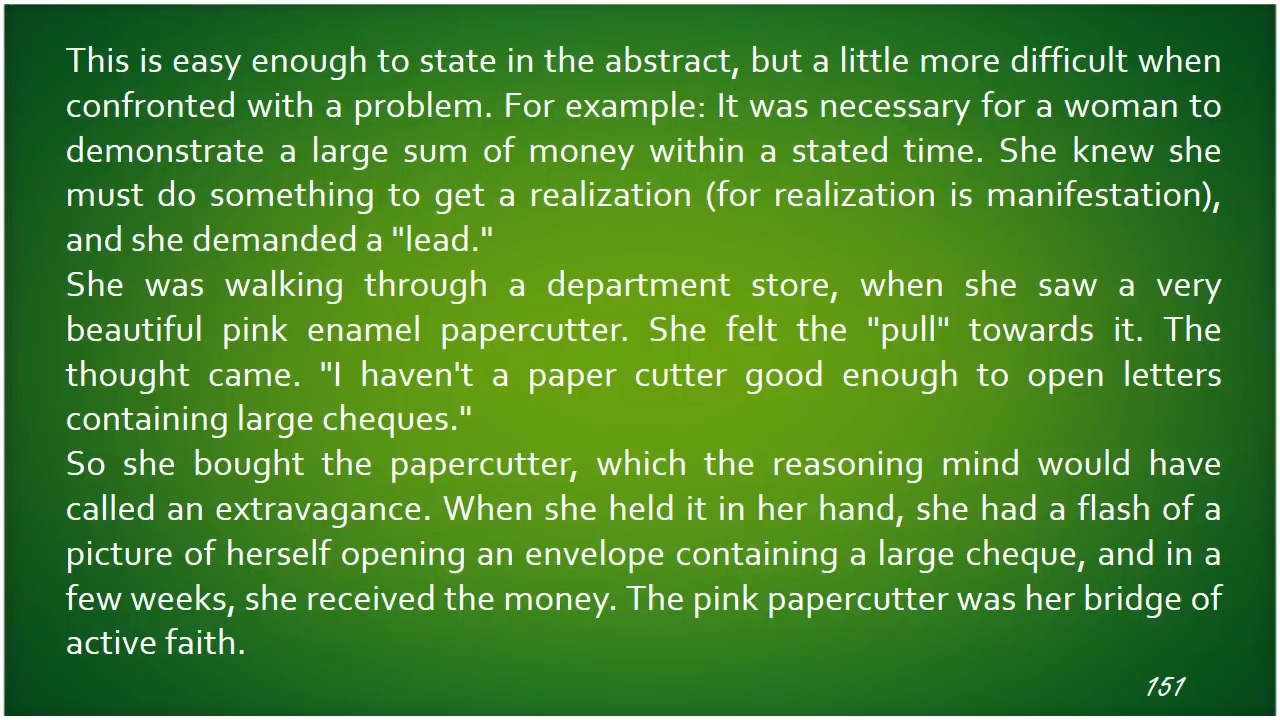 This is easy enough to state in the abstract, but a little more difficult when
confronted with a problem. For example: It was necessary for a woman to
demonstrate a large sum of money within a stated time. She knew she
must do something to get a realization (for realization is manifestation),
and she demanded a "lead."
She was walking through a department store, when she saw a very
beautiful pink enamel papercutter. She felt the "pull" towards it. The
thought came. "I haven't a paper cutter good enough to open letters
containing large cheques."
So she bought the papercutter, which the reasoning mind would have
called an extravagance. When she held it in her hand, she had a flash of a
picture of herself opening an envelope containing a large cheque, and in a
few weeks, she received the money. The pink papercutter was her bridge of
active faith.
151